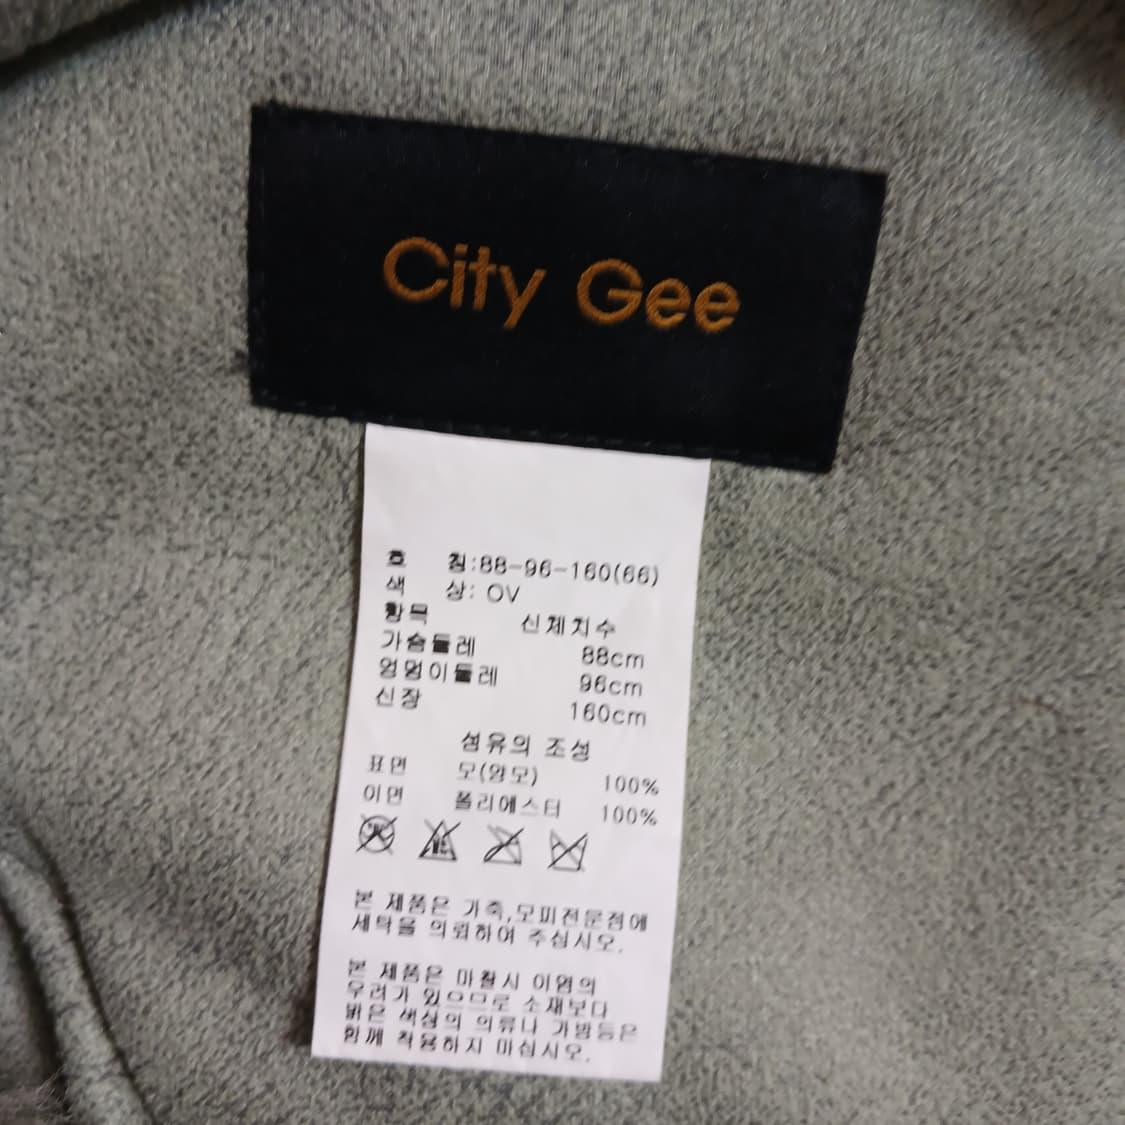 City Gee
호 칭:88-96-160(66)
색 상: OV
항목 신체치수
가슴둘레 88cm
엉덩이둘레 96cm
신장 160cm
섬유의 조성
표면 모(양모) 100%
이면 폴리에스터 100%
본 제품은 가죽,모피전문점에
세탁을 의뢰하여 주십시오.
본 제품은 마찰시 이염의
우려가 있으므로 소재보다
밝은 색상의 의류나 가방등은
함께 착용하지 마십시오.